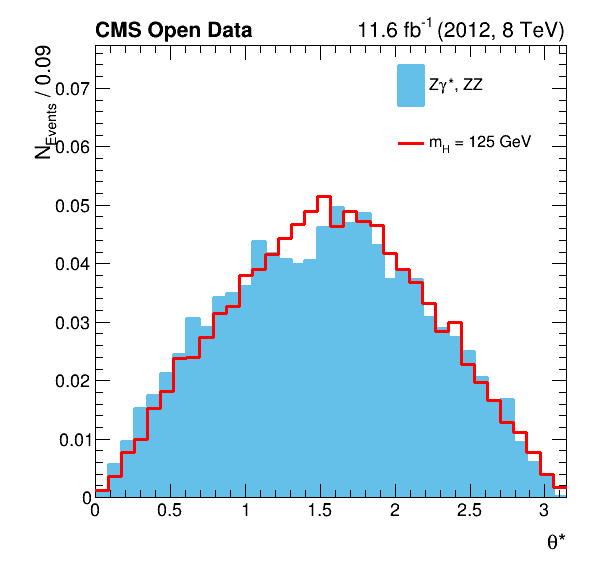 CMS Open Data 11.6 fb-1 (2012, 8 TeV)
NEvents / 0.09
Zγ*, ZZ
mH = 125 GeV
0.07
0.06
0.05
0.04
0.03
0.02
0.01
0
0 0.5 1 1.5 2 2.5 3
θ*